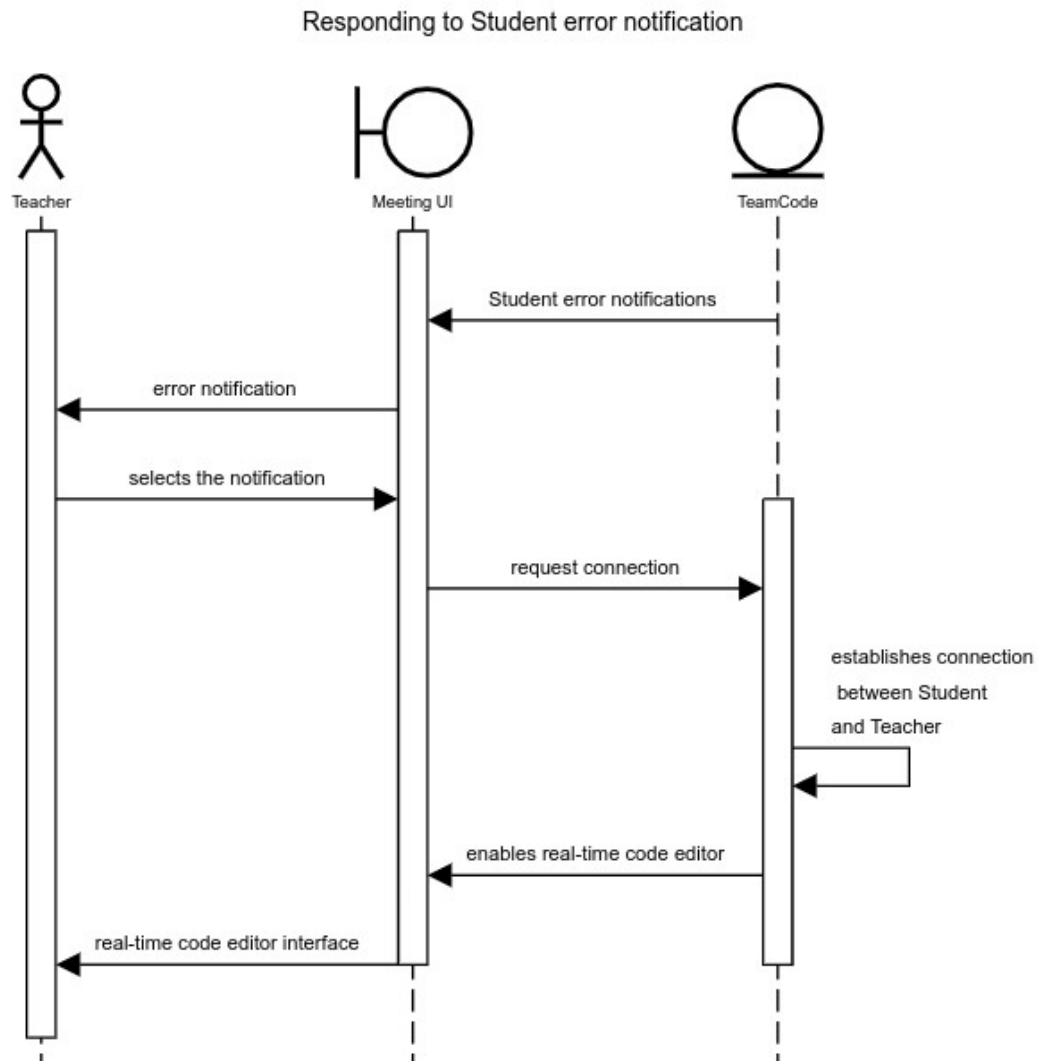 Responding to Student error notification
Teacher
Meeting UI
TeamCode
Student error notifications
error notification
selects the notification
request connection
establishes connection
between Student
and Teacher
enables real-time code editor
real-time code editor interface